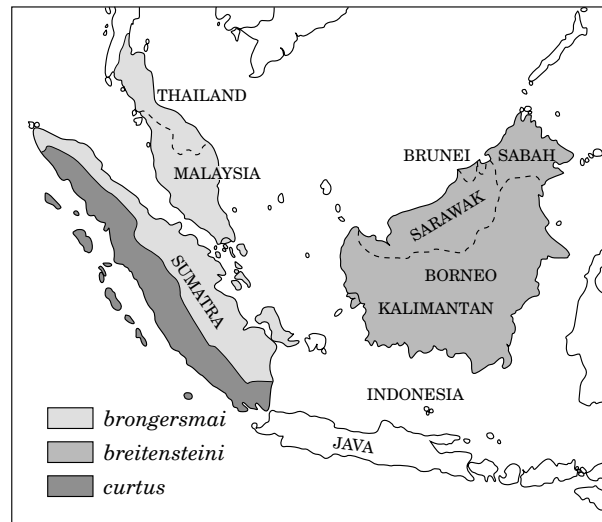 THAILAND
MALAYSIA
BRUNEI
SABAH
SARAWAK
SUMATRA
BORNEO
KALIMANTAN
INDONESIA
JAVA
brongersmai
breitensteini
curtus